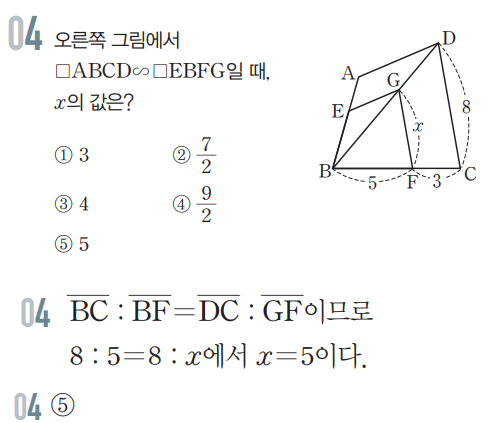 04 오른쪽 그림에서
□ABCD∽□EBFG일 때,
x의 값은?
① 3 ② 7/2
③ 4 ④ 9/2
⑤ 5
D
A
G
E
8
x
B
5
F
3
C
04 BC : BF=DC : GF이므로
8 : 5=8 : x에서 x=5이다.
04 ⑤